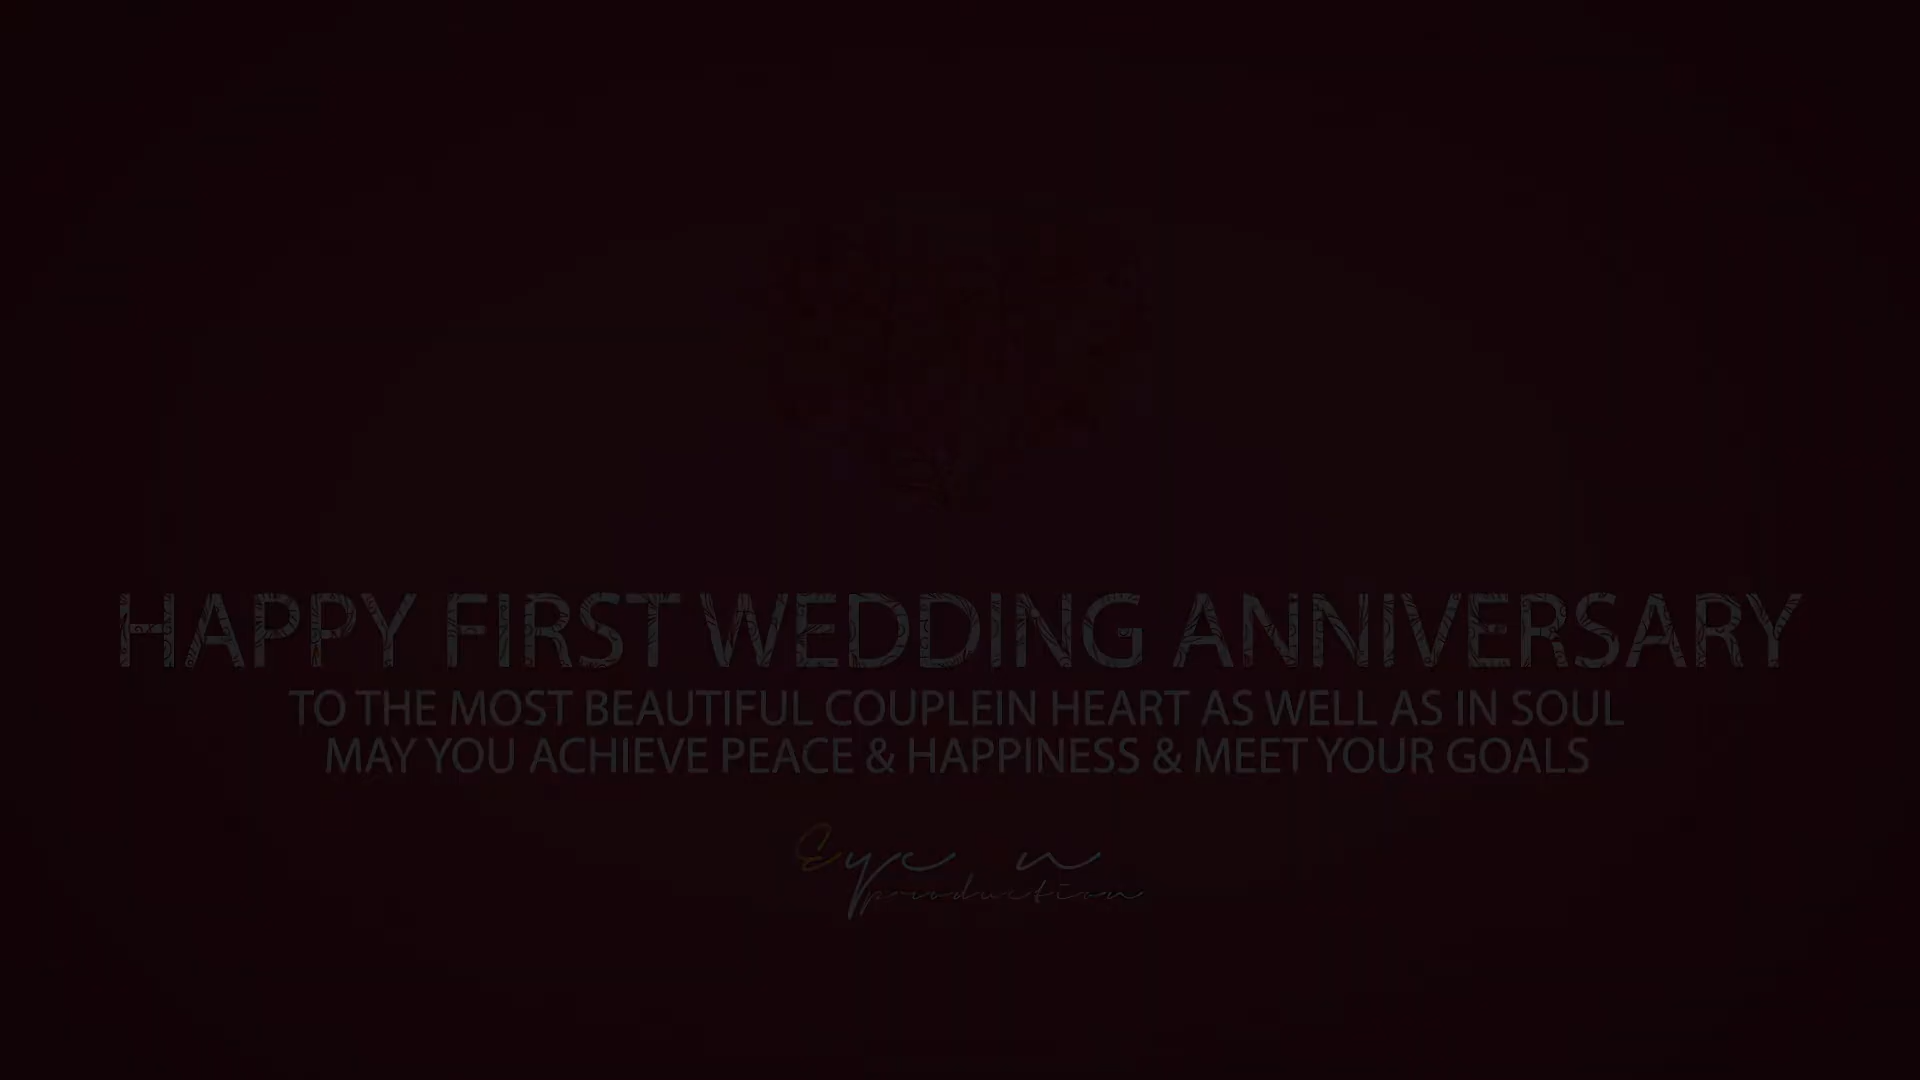 HAPPY FIRST WEDDING ANNIVERSARY
TO THE MOST BEAUTIFUL COUPLEIN HEART AS WELL AS IN SOUL
MAY YOU ACHIEVE PEACE & HAPPINESS & MEET YOUR GOALS
Eye n
production